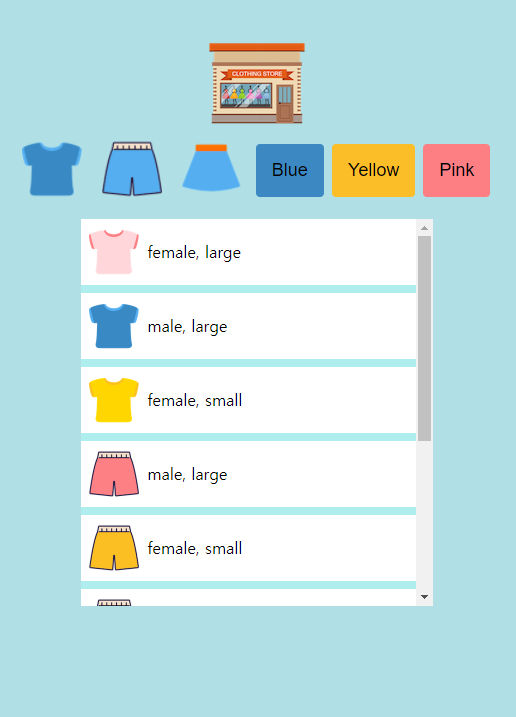 CLOTHING STORE
Blue
Yellow
Pink
female, large
male, large
female, small
male, large
female, small